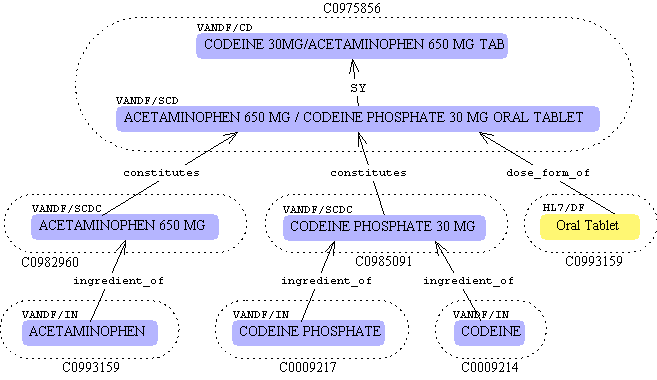 C0975856
VANDF/CD
CODEINE 30MG/ACETAMINOPHEN 650 MG TAB
SY
VANDF/SCD
ACETAMINOPHEN 650 MG / CODEINE PHOSPHATE 30 MG ORAL TABLET
constitutes
constitutes
dose_form_of
VANDF/SCDC
ACETAMINOPHEN 650 MG
C0982960
VANDF/SCDC
CODEINE PHOSPHATE 30 MG
C0985091
HL7/DF
Oral Tablet
C0993159
ingredient_of
ingredient_of
ingredient_of
VANDF/IN
ACETAMINOPHEN
C0993159
VANDF/IN
CODEINE PHOSPHATE
C0009217
VANDF/IN
CODEINE
C0009214